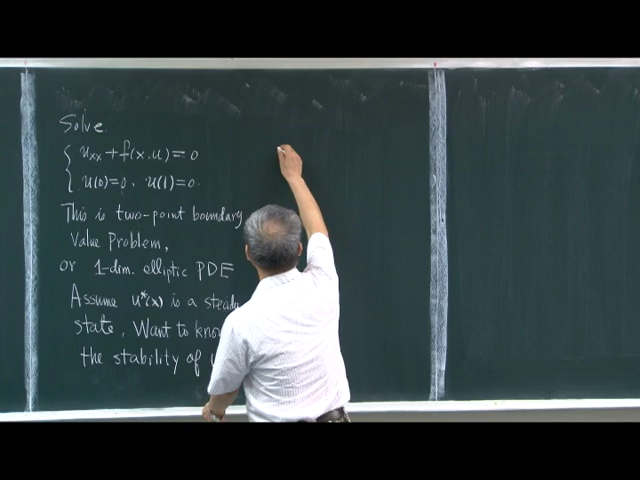 Solve
{ u_xx + f(x.u) = 0
u(0)=0, u(1)=0.
This is two-point boundary
Value Problem,
or 1-dim. elliptic PDE
Assume u*(x) is a steady
state, Want to know
the stability of